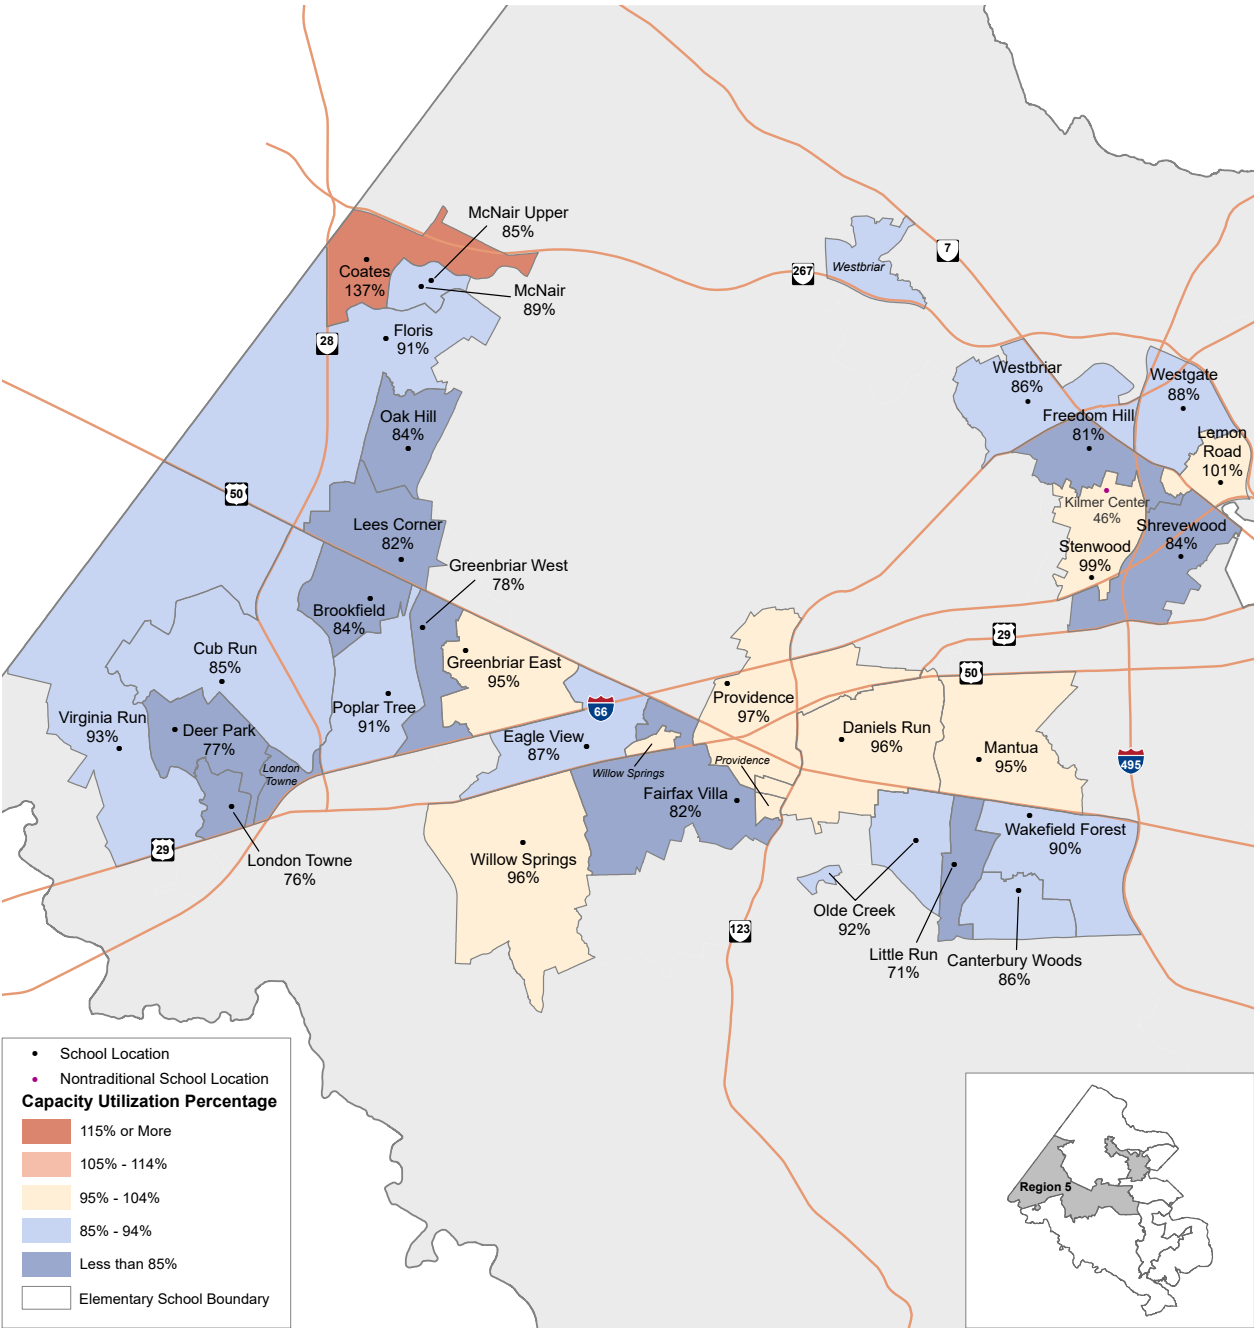 McNair Upper
85%
Coates
137%
McNair
89%
267
Westbriar
7
28
Floris
91%
Westbriar
86%
Westgate
88%
Oak Hill
84%
Freedom Hill
81%
Lemon
Road
101%
50
Kilmer Center
46%
Lees Corner
82%
Shrevewood
84%
Stenwood
99%
Greenbriar West
78%
Brookfield
84%
29
Cub Run
85%
Greenbriar East
95%
50
Providence
97%
66
Poplar Tree
91%
Virginia Run
93%
Deer Park
77%
Eagle View
87%
Daniels Run
96%
Mantua
95%
495
London
Towne
Willow Springs
Providence
Fairfax Villa
82%
Wakefield Forest
90%
29
London Towne
76%
Willow Springs
96%
Olde Creek
92%
123
Little Run
71%
Canterbury Woods
86%
School Location
Nontraditional School Location
Capacity Utilization Percentage
115% or More
105% - 114%
95% - 104%
85% - 94%
Less than 85%
Elementary School Boundary
Region 5